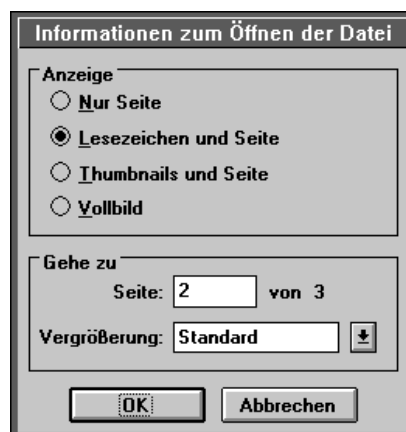 Informationen zum Öffnen der Datei
Anzeige
Nur Seite
Lesezeichen und Seite
Thumbnails und Seite
Vollbild
Gehe zu
Seite: 2 von 3
Vergrößerung: Standard
OK Abbrechen